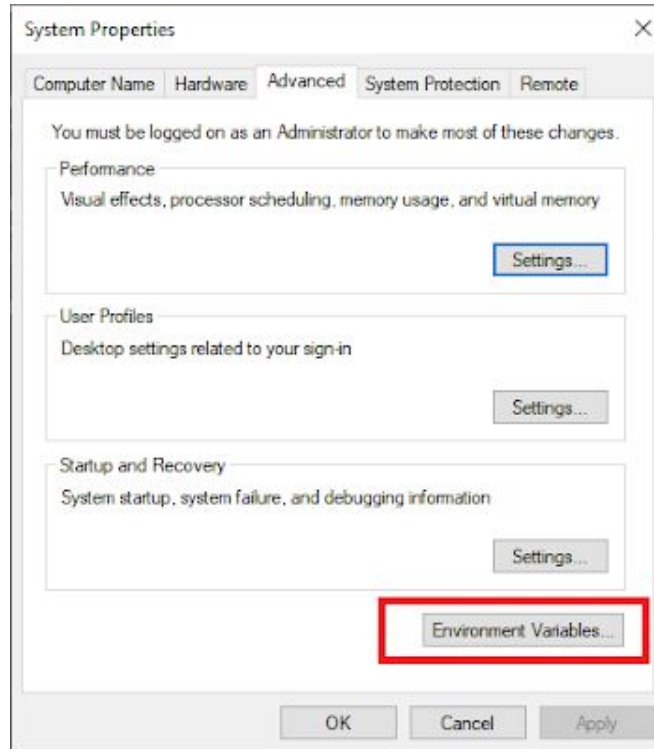 System Properties
Computer Name Hardware Advanced System Protection Remote
You must be logged on as an Administrator to make most of these changes.
Performance
Visual effects, processor scheduling, memory usage, and virtual memory
Settings...
User Profiles
Desktop settings related to your sign-in
Settings...
Startup and Recovery
System startup, system failure, and debugging information
Settings...
Environment Variables...
OK Cancel Apply